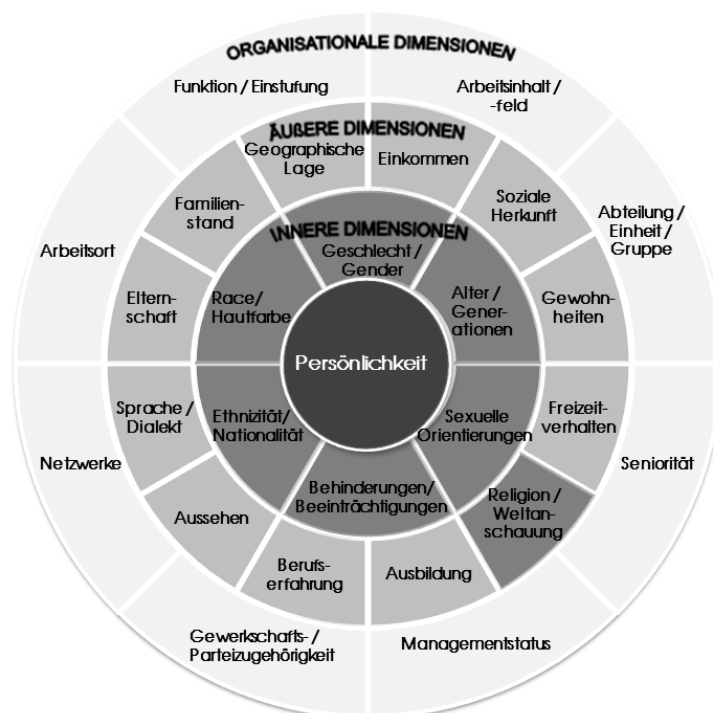 ORGANISATIONALE DIMENSIONEN
Funktion / Einstufung
Arbeitsinhalt /
-feld
Abteilung /
Einheit /
Gruppe
Seniorität
Managementstatus
Gewerkschafts- /
Parteizugehörigkeit
Netzwerke
Arbeitsort
ÄUßERE DIMENSIONEN
Geographische
Lage
Einkommen
Soziale
Herkunft
Gewohn-
heiten
Freizeit-
verhalten
Religion /
Weltan-
schauung
Ausbildung
Berufs-
erfahrung
Aussehen
Sprache /
Dialekt
Eltern-
schaft
Familien-
stand
INNERE DIMENSIONEN
Geschlecht /
Gender
Alter /
Gener-
ationen
Sexuelle
Orientierungen
Behinderungen/
Beeinträchtigungen
Ethnizität/
Nationalität
Race/
Hautfarbe
Persönlichkeit